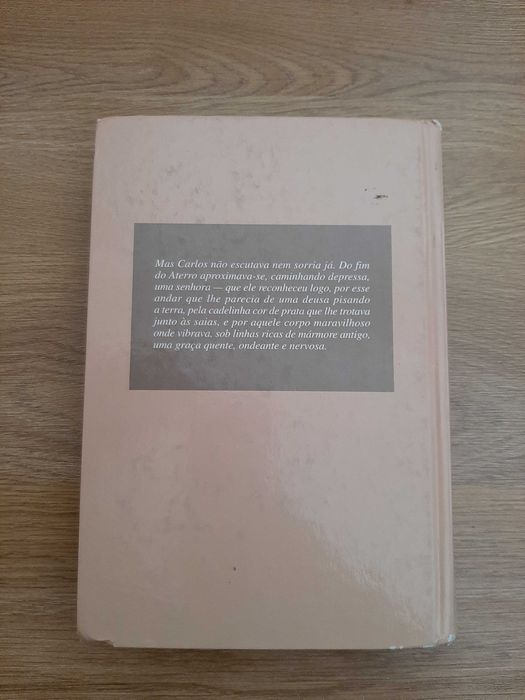 Mas Carlos não escutava nem sorria já. Do fim
do Aterro aproximava-se, caminhando depressa,
uma senhora — que ele reconheceu logo, por esse
andar que lhe parecia de uma deusa pisando
a terra, pela cadelinha cor de prata que lhe trotava
junto às saias, e por aquele corpo maravilhoso
onde vibrava, sob linhas ricas de mármore antigo,
uma graça quente, ondeante e nervosa.